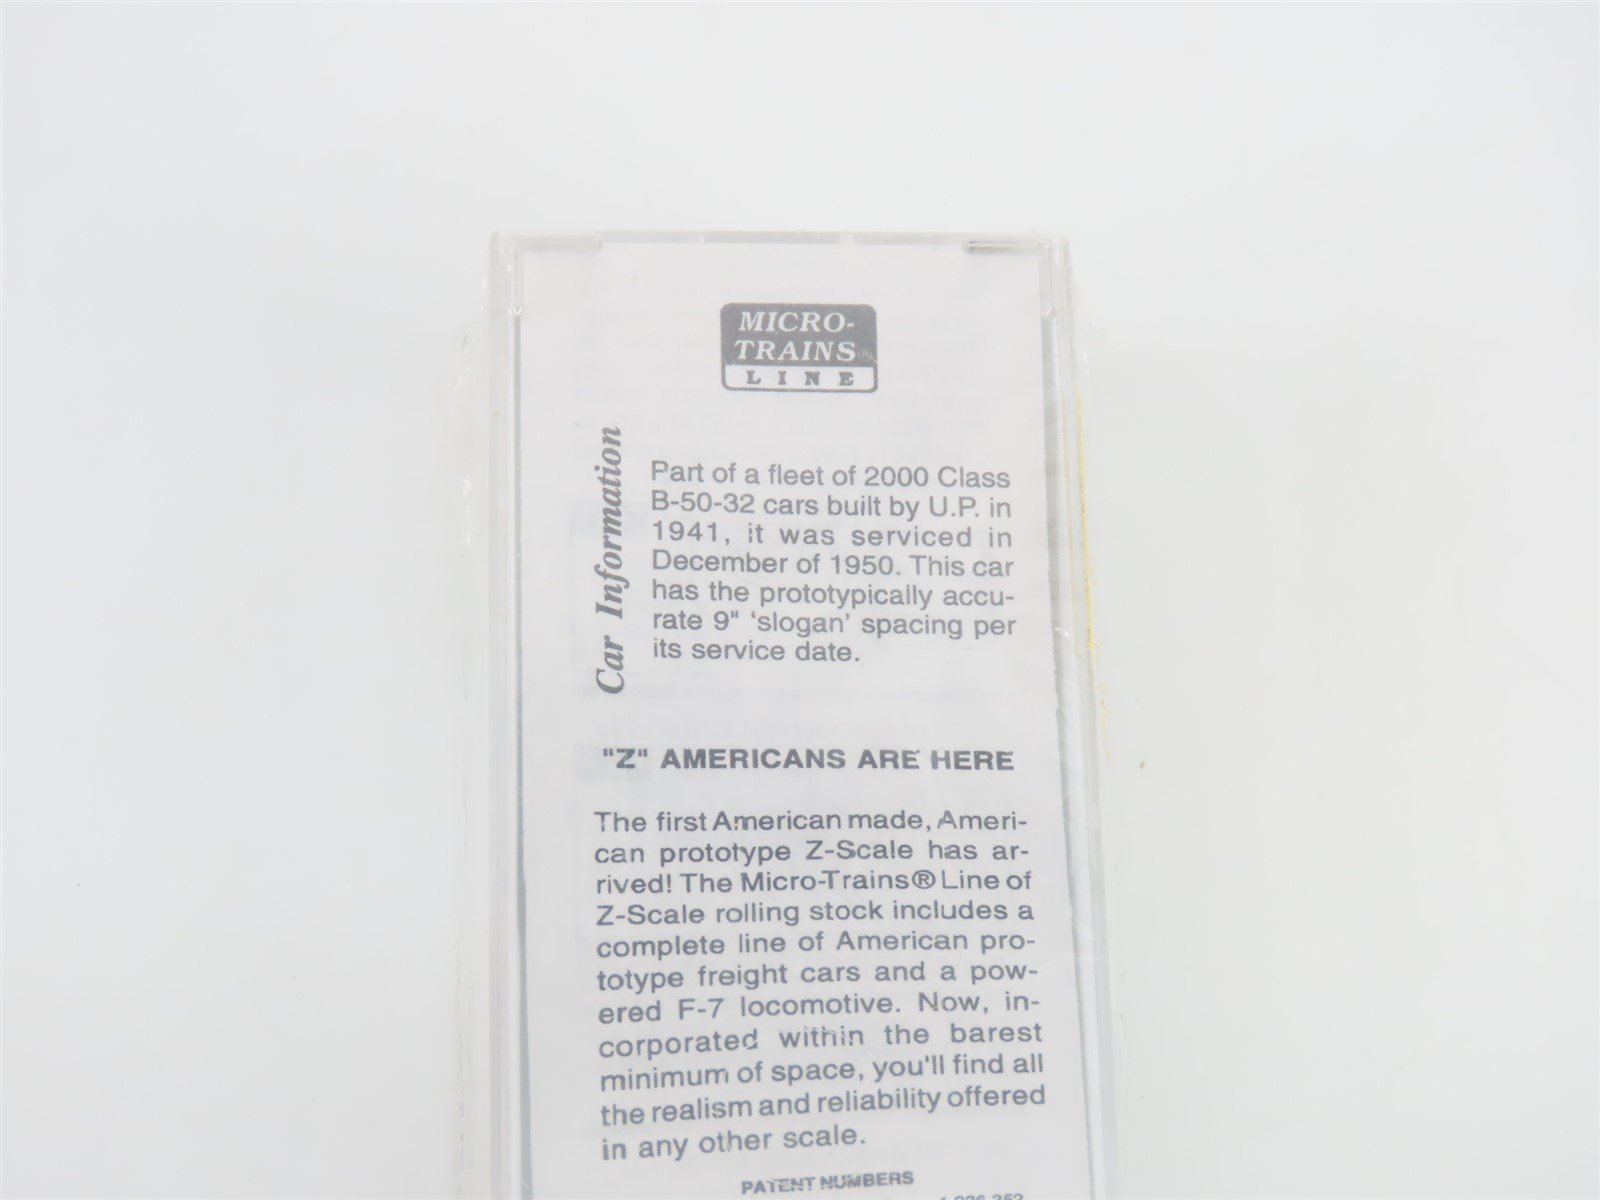 MICRO-
TRAINS®
LINE
Car Information
Part of a fleet of 2000 Class
B-50-32 cars built by U.P. in
1941, it was serviced in
December of 1950. This car
has the prototypically accu-
rate 9" ‘slogan’ spacing per
its service date.
"Z" AMERICANS ARE HERE
The first American made, Ameri-
can prototype Z-Scale has ar-
rived! The Micro-Trains® Line of
Z-Scale rolling stock includes a
complete line of American pro-
totype freight cars and a pow-
ered F-7 locomotive. Now, in-
corporated within the barest
minimum of space, you'll find all
the realism and reliability offered
in any other scale.
PATENT NUMBERS